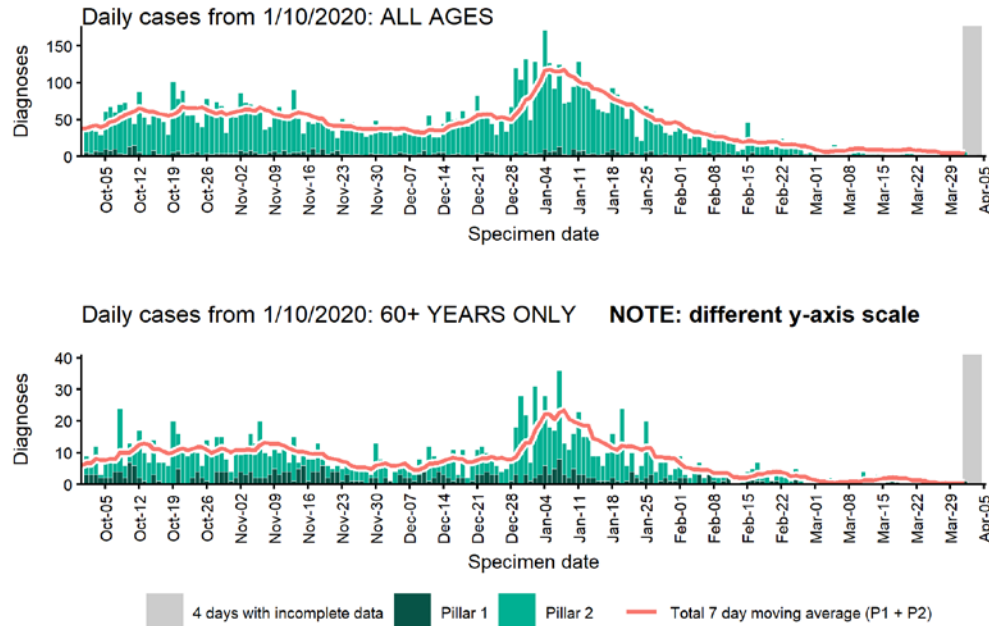 Daily cases from 1/10/2020: ALL AGES
150
100
50
0
Diagnoses
Oct-05 Oct-12 Oct-19 Oct-26 Nov-02 Nov-09 Nov-16 Nov-23 Nov-30 Dec-07 Dec-14 Dec-21 Dec-28 Jan-04 Jan-11 Jan-18 Jan-25 Feb-01 Feb-08 Feb-15 Feb-22 Mar-01 Mar-08 Mar-15 Mar-22 Mar-29 Apr-05
Specimen date
Daily cases from 1/10/2020: 60+ YEARS ONLY NOTE: different y-axis scale
40
30
20
10
0
Diagnoses
Oct-05 Oct-12 Oct-19 Oct-26 Nov-02 Nov-09 Nov-16 Nov-23 Nov-30 Dec-07 Dec-14 Dec-21 Dec-28 Jan-04 Jan-11 Jan-18 Jan-25 Feb-01 Feb-08 Feb-15 Feb-22 Mar-01 Mar-08 Mar-15 Mar-22 Mar-29 Apr-05
Specimen date
4 days with incomplete data Pillar 1 Pillar 2 Total 7 day moving average (P1 + P2)